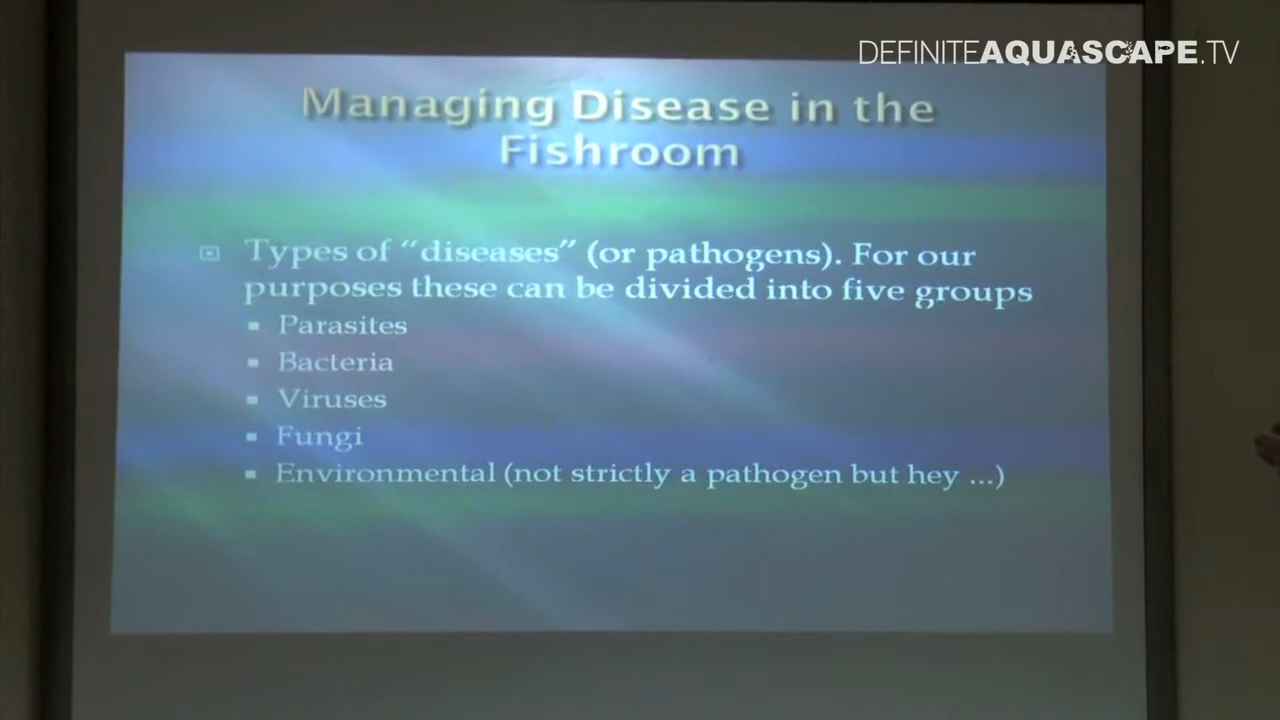 DEFINITEAQUASCAPE.TV
Managing Disease in the
Fishroom
Types of “diseases” (or pathogens). For our
purposes these can be divided into five groups
Parasites
Bacteria
Viruses
Fungi
Environmental (not strictly a pathogen but hey ...)